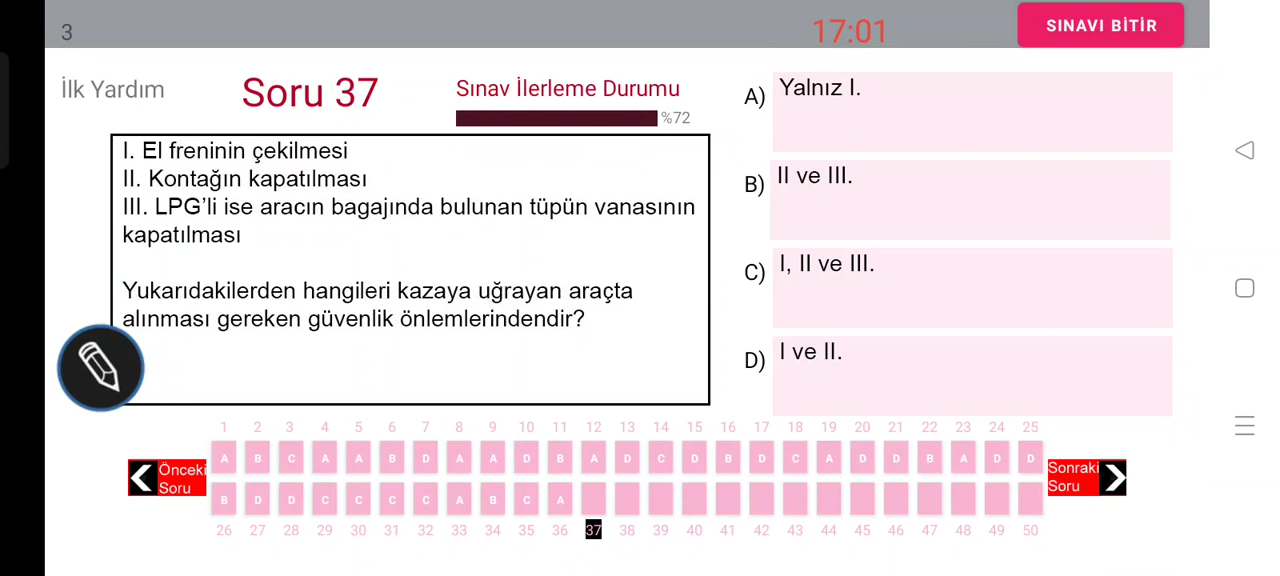 3
17:01
SINAVI BİTİR
İlk Yardım
Soru 37
Sınav İlerleme Durumu
%72
I. El freninin çekilmesi
II. Kontağın kapatılması
III. LPG'li ise aracın bagajında bulunan tüpün vanasının
kapatılması
Yukarıdakilerden hangileri kazaya uğrayan araçta
alınması gereken güvenlik önlemlerindendir?
A) Yalnız I.
B) II ve III.
C) I, II ve III.
D) I ve II.
1 2 3 4 5 6 7 8 9 10 11 12 13 14 15 16 17 18 19 20 21 22 23 24 25
A B C A A B D A A D B A D C D B D C A D D B A D D
Önceki
Soru
B D D C C C C A B C A
Sonraki
Soru
26 27 28 29 30 31 32 33 34 35 36 37 38 39 40 41 42 43 44 45 46 47 48 49 50